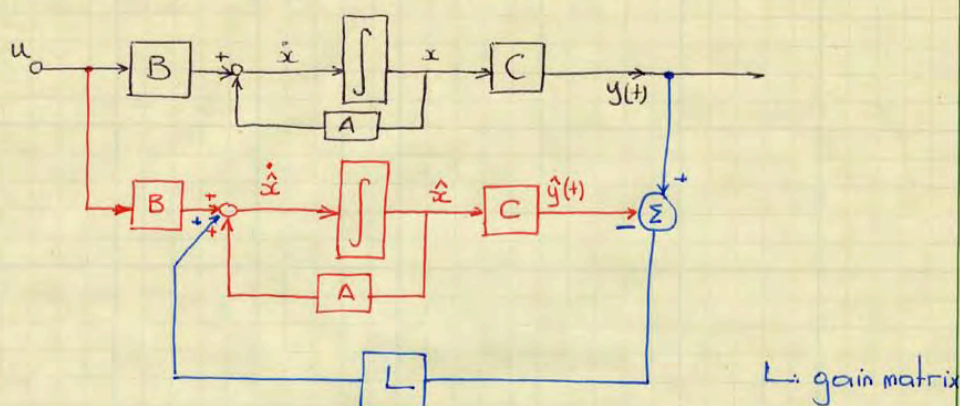 u
B
+
ẋ
∫
x
C
y(t)
A
B
+
+
+
x̂̇
∫
x̂
C
ŷ(t)
+
−
Σ
A
L
L: gain matrix